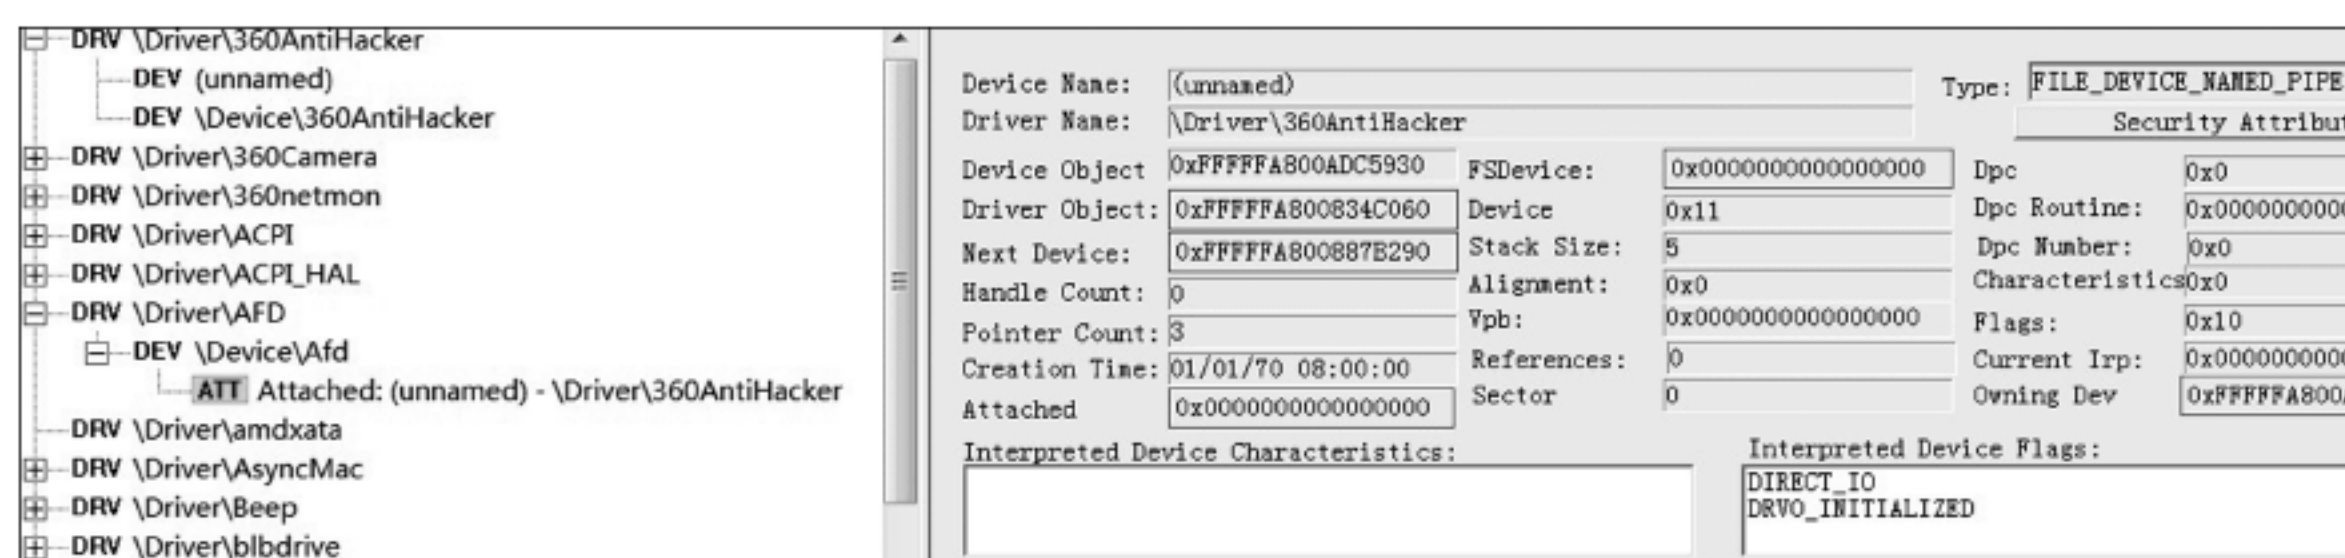 DRV \Driver\360AntiHacker
DEV (unnamed)
DEV \Device\360AntiHacker
DRV \Driver\360Camera
DRV \Driver\360netmon
DRV \Driver\ACPI
DRV \Driver\ACPI_HAL
DRV \Driver\AFD
DEV \Device\Afd
ATT Attached: (unnamed) - \Driver\360AntiHacker
DRV \Driver\amdxata
DRV \Driver\AsyncMac
DRV \Driver\Beep
DRV \Driver\blbdrive
Device Name: (unnamed) Type: FILE_DEVICE_NAMED_PIPE
Driver Name: \Driver\360AntiHacker Security Attribut
Device Object 0xFFFFFA800ADC5930 FSDevice: 0x0000000000000000 Dpc 0x0
Driver Object: 0xFFFFFA800834C060 Device 0x11 Dpc Routine: 0x0000000000
Next Device: 0xFFFFFA800887B290 Stack Size: 5 Dpc Number: 0x0
Handle Count: 0 Alignment: 0x0 Characteristics 0x0
Pointer Count: 3 Vpb: 0x0000000000000000 Flags: 0x10
Creation Time: 01/01/70 08:00:00 References: 0 Current Irp: 0x0000000000
Attached 0x0000000000000000 Sector 0 Owning Dev 0xFFFFFA800
Interpreted Device Characteristics: Interpreted Device Flags:
DIRECT_IO
DRVO_INITIALIZED